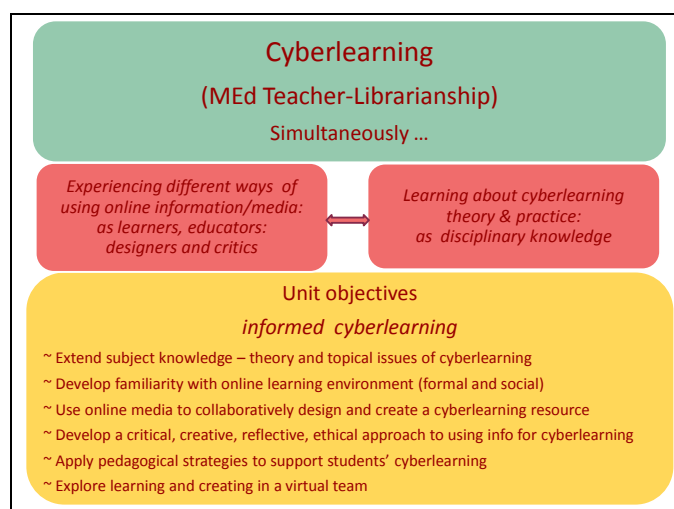 Cyberlearning
(MEd Teacher-Librarianship)
Simultaneously ...
Experiencing different ways of
using online information/media:
as learners, educators:
designers and critics
Learning about cyberlearning
theory & practice:
as disciplinary knowledge
Unit objectives
informed cyberlearning
~ Extend subject knowledge – theory and topical issues of cyberlearning
~ Develop familiarity with online learning environment (formal and social)
~ Use online media to collaboratively design and create a cyberlearning resource
~ Develop a critical, creative, reflective, ethical approach to using info for cyberlearning
~ Apply pedagogical strategies to support students’ cyberlearning
~ Explore learning and creating in a virtual team